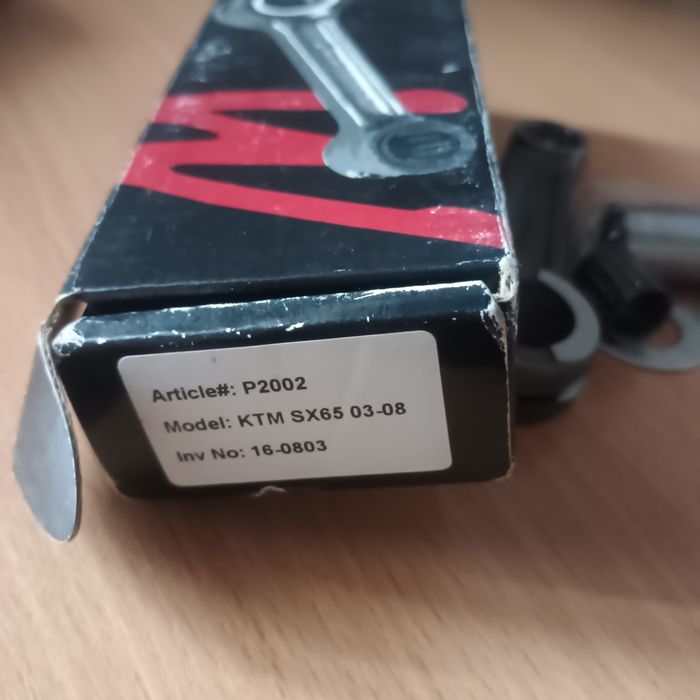 Article#: P2002
Model: KTM SX65 03-08
Inv No: 16-0803